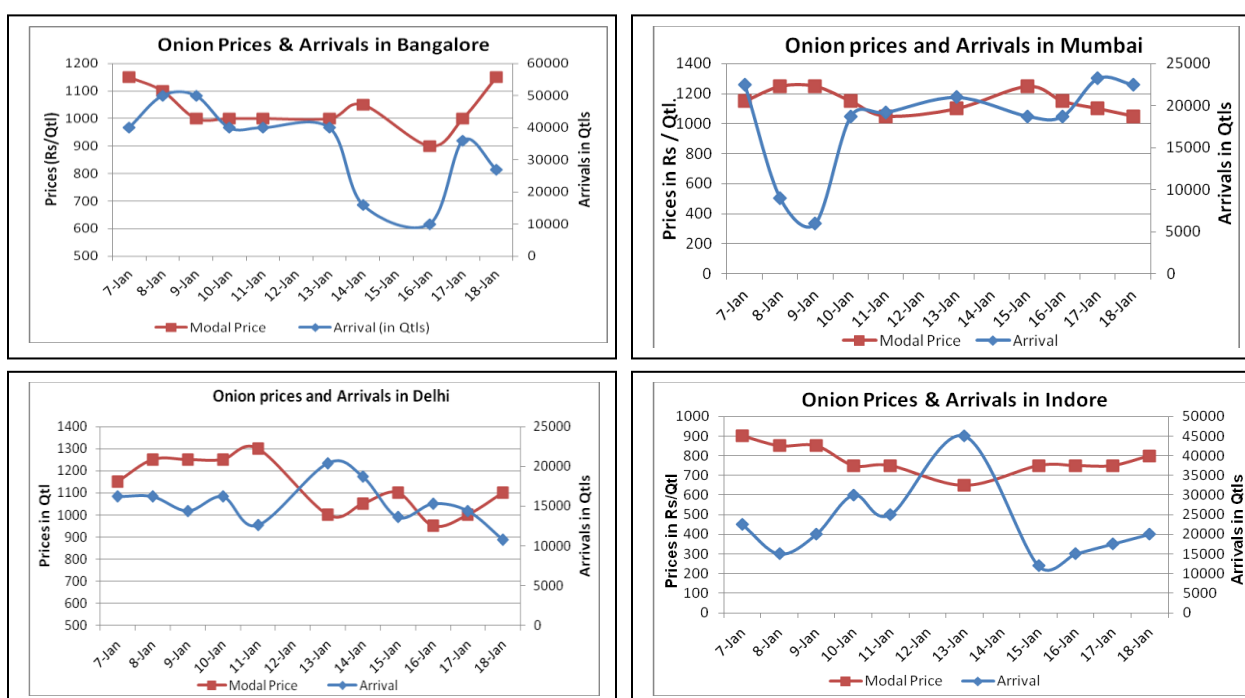 Onion Prices & Arrivals in Bangalore
Prices (Rs/Qtl)
1200
1100
1000
900
800
700
600
500
60000
50000
40000
30000
20000
10000
0
Arrivals in Qtls
7-Jan
8-Jan
9-Jan
10-Jan
11-Jan
12-Jan
13-Jan
14-Jan
15-Jan
16-Jan
17-Jan
18-Jan
Modal Price
Arrival (in Qtls)
Onion prices and Arrivals in Mumbai
Prices in Rs / Qtl.
1400
1200
1000
800
600
400
200
0
25000
20000
15000
10000
5000
0
Arrivals in Qtls
7-Jan
8-Jan
9-Jan
10-Jan
11-Jan
12-Jan
13-Jan
14-Jan
15-Jan
16-Jan
17-Jan
18-Jan
Modal Price
Arrival
Onion prices and Arrivals in Delhi
Prices in Qtl
1400
1300
1200
1100
1000
900
800
700
600
500
25000
20000
15000
10000
5000
0
Arrivals in Qtls
7-Jan
8-Jan
9-Jan
10-Jan
11-Jan
12-Jan
13-Jan
14-Jan
15-Jan
16-Jan
17-Jan
18-Jan
Modal Price
Arrival
Onion Prices & Arrivals in Indore
Prices in Rs/Qtl
1000
900
800
700
600
500
400
300
200
100
0
50000
45000
40000
35000
30000
25000
20000
15000
10000
5000
0
Arrivals in Qtls
7-Jan
8-Jan
9-Jan
10-Jan
11-Jan
12-Jan
13-Jan
14-Jan
15-Jan
16-Jan
17-Jan
18-Jan
Modal Price
Arrival